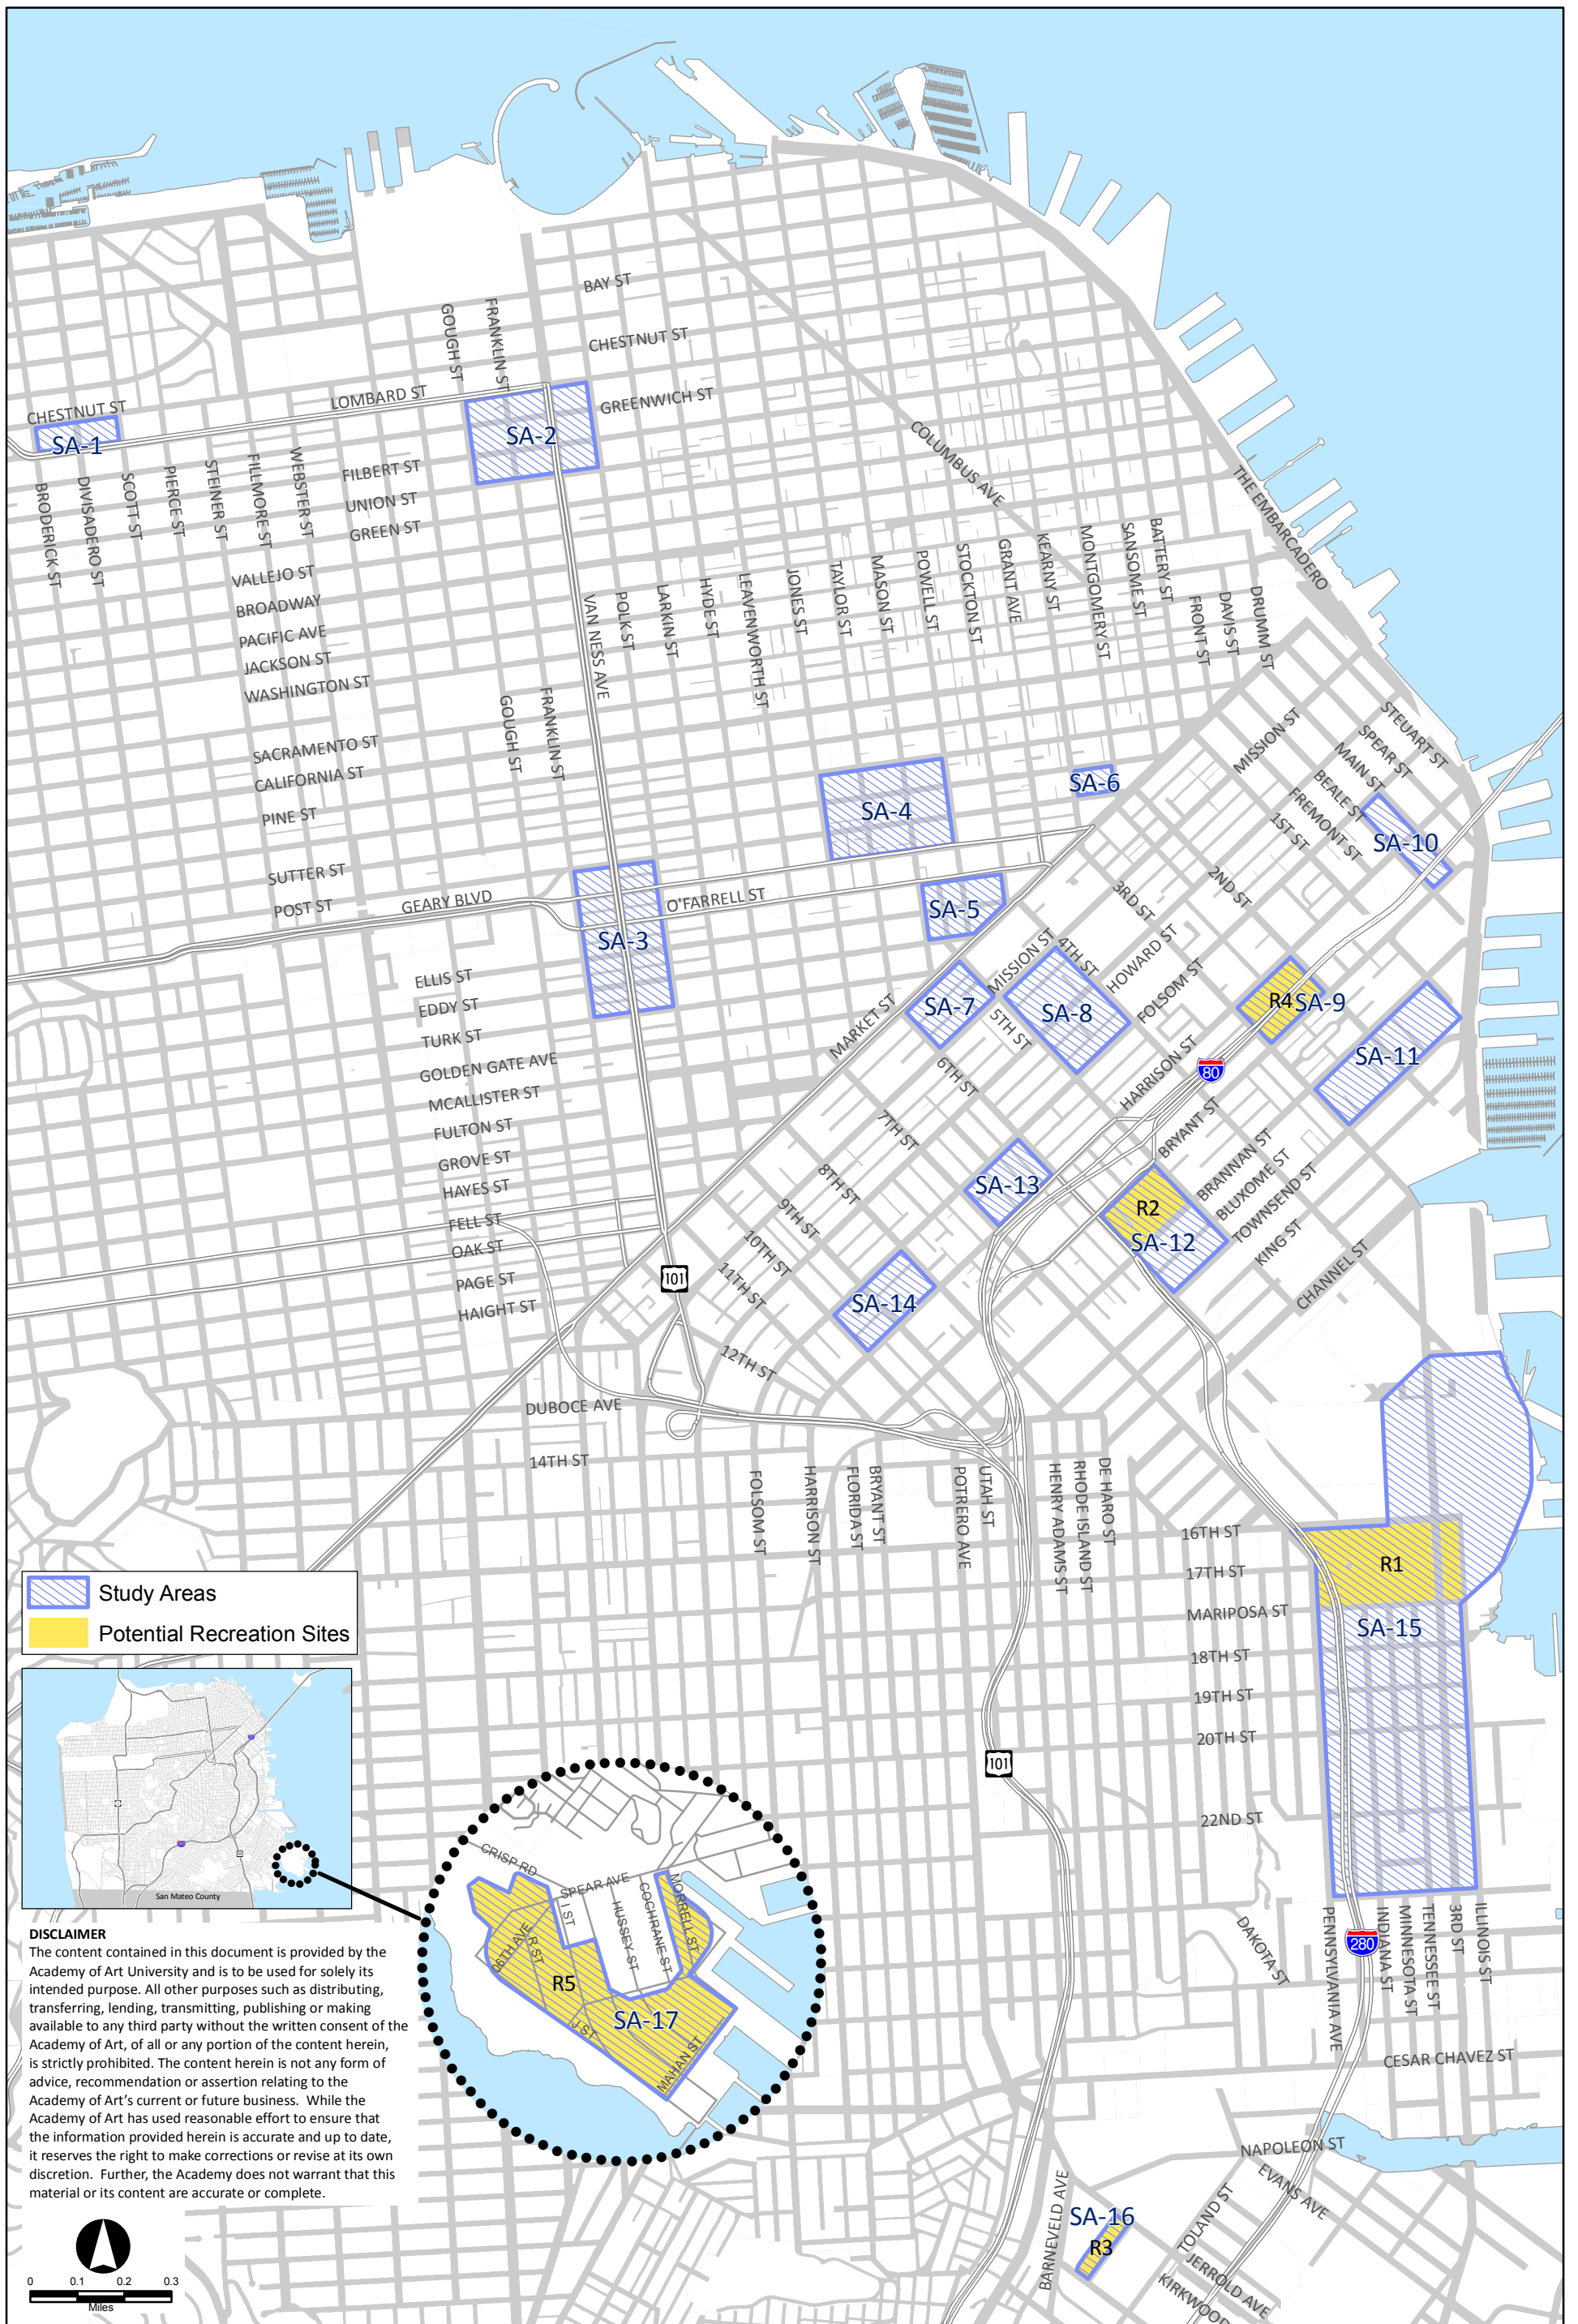 BAY ST
CHESTNUT ST
GOUGH ST
FRANKLIN ST
GREENWICH ST
LOMBARD ST
CHESTNUT ST
SA-1
SA-2
COLUMBUS AVE
THE EMBARCADERO
FILBERT ST
UNION ST
GREEN ST
BRODERICK ST
DIVISADERO ST
SCOTT ST
PIERCE ST
STEINER ST
FILLMORE ST
WEBSTER ST
VALLEJO ST
BROADWAY
PACIFIC AVE
JACKSON ST
WASHINGTON ST
VAN NESS AVE
POLK ST
LARKIN ST
HYDE ST
LEAVENWORTH ST
JONES ST
TAYLOR ST
MASON ST
POWELL ST
STOCKTON ST
GRANT AVE
KEARNY ST
MONTGOMERY ST
SANSOME ST
BATTERY ST
FRONT ST
DAVIS ST
DRUMM ST
GOUGH ST
FRANKLIN ST
SACRAMENTO ST
CALIFORNIA ST
PINE ST
SUTTER ST
POST ST
GEARY BLVD
O'FARRELL ST
MISSION ST
STEUART ST
SPEAR ST
MAIN ST
BEALE ST
FREMONT ST
1ST ST
2ND ST
3RD ST
SA-4
SA-6
SA-10
SA-5
SA-3
ELLIS ST
EDDY ST
TURK ST
GOLDEN GATE AVE
MCALLISTER ST
FULTON ST
GROVE ST
HAYES ST
FELL ST
OAK ST
PAGE ST
HAIGHT ST
MARKET ST
MISSION ST
4TH ST
HOWARD ST
FOLSOM ST
5TH ST
HARRISON ST
6TH ST
7TH ST
8TH ST
9TH ST
10TH ST
11TH ST
12TH ST
SA-7
SA-8
R4
SA-9
SA-11
80
BRYANT ST
BRANNAN ST
BLUXOME ST
TOWNSEND ST
KING ST
CHANNEL ST
SA-13
R2
SA-12
SA-14
101
DUBOCE AVE
14TH ST
FOLSOM ST
HARRISON ST
FLORIDA ST
BRYANT ST
POTRERO AVE
UTAH ST
HENRY ADAMS ST
RHODE ISLAND ST
DE HARO ST
16TH ST
17TH ST
MARIPOSA ST
18TH ST
19TH ST
20TH ST
22ND ST
R1
SA-15
101
Study Areas
Potential Recreation Sites
San Mateo County
CRISP RD
SPEAR AVE
I ST
HUSSEY ST
COCHRANE ST
MORRELL ST
06TH AVE
R ST
R5
SA-17
J ST
MAHAN ST
DAKOTA ST
PENNSYLVANIA AVE
280
INDIANA ST
MINNESOTA ST
TENNESSEE ST
3RD ST
ILLINOIS ST
CESAR CHAVEZ ST
NAPOLEON ST
EVANS AVE
TOLAND ST
JERROLD AVE
KIRKWOOD
BARNEVELD AVE
SA-16
R3
DISCLAIMER
The content contained in this document is provided by the
Academy of Art University and is to be used for solely its
intended purpose. All other purposes such as distributing,
transferring, lending, transmitting, publishing or making
available to any third party without the written consent of the
Academy of Art, of all or any portion of the content herein,
is strictly prohibited. The content herein is not any form of
advice, recommendation or assertion relating to the
Academy of Art's current or future business. While the
Academy of Art has used reasonable effort to ensure that
the information provided herein is accurate and up to date,
it reserves the right to make corrections or revise at its own
discretion. Further, the Academy does not warrant that this
material or its content are accurate or complete.
0 0.1 0.2 0.3
Miles